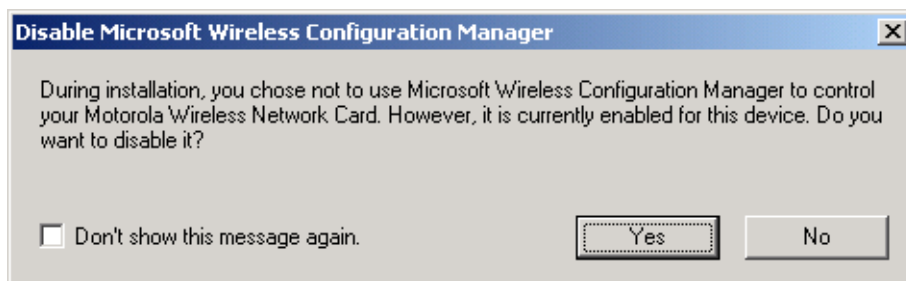 Disable Microsoft Wireless Configuration Manager
During installation, you chose not to use Microsoft Wireless Configuration Manager to control
your Motorola Wireless Network Card. However, it is currently enabled for this device. Do you
want to disable it?
Don't show this message again.
Yes
No